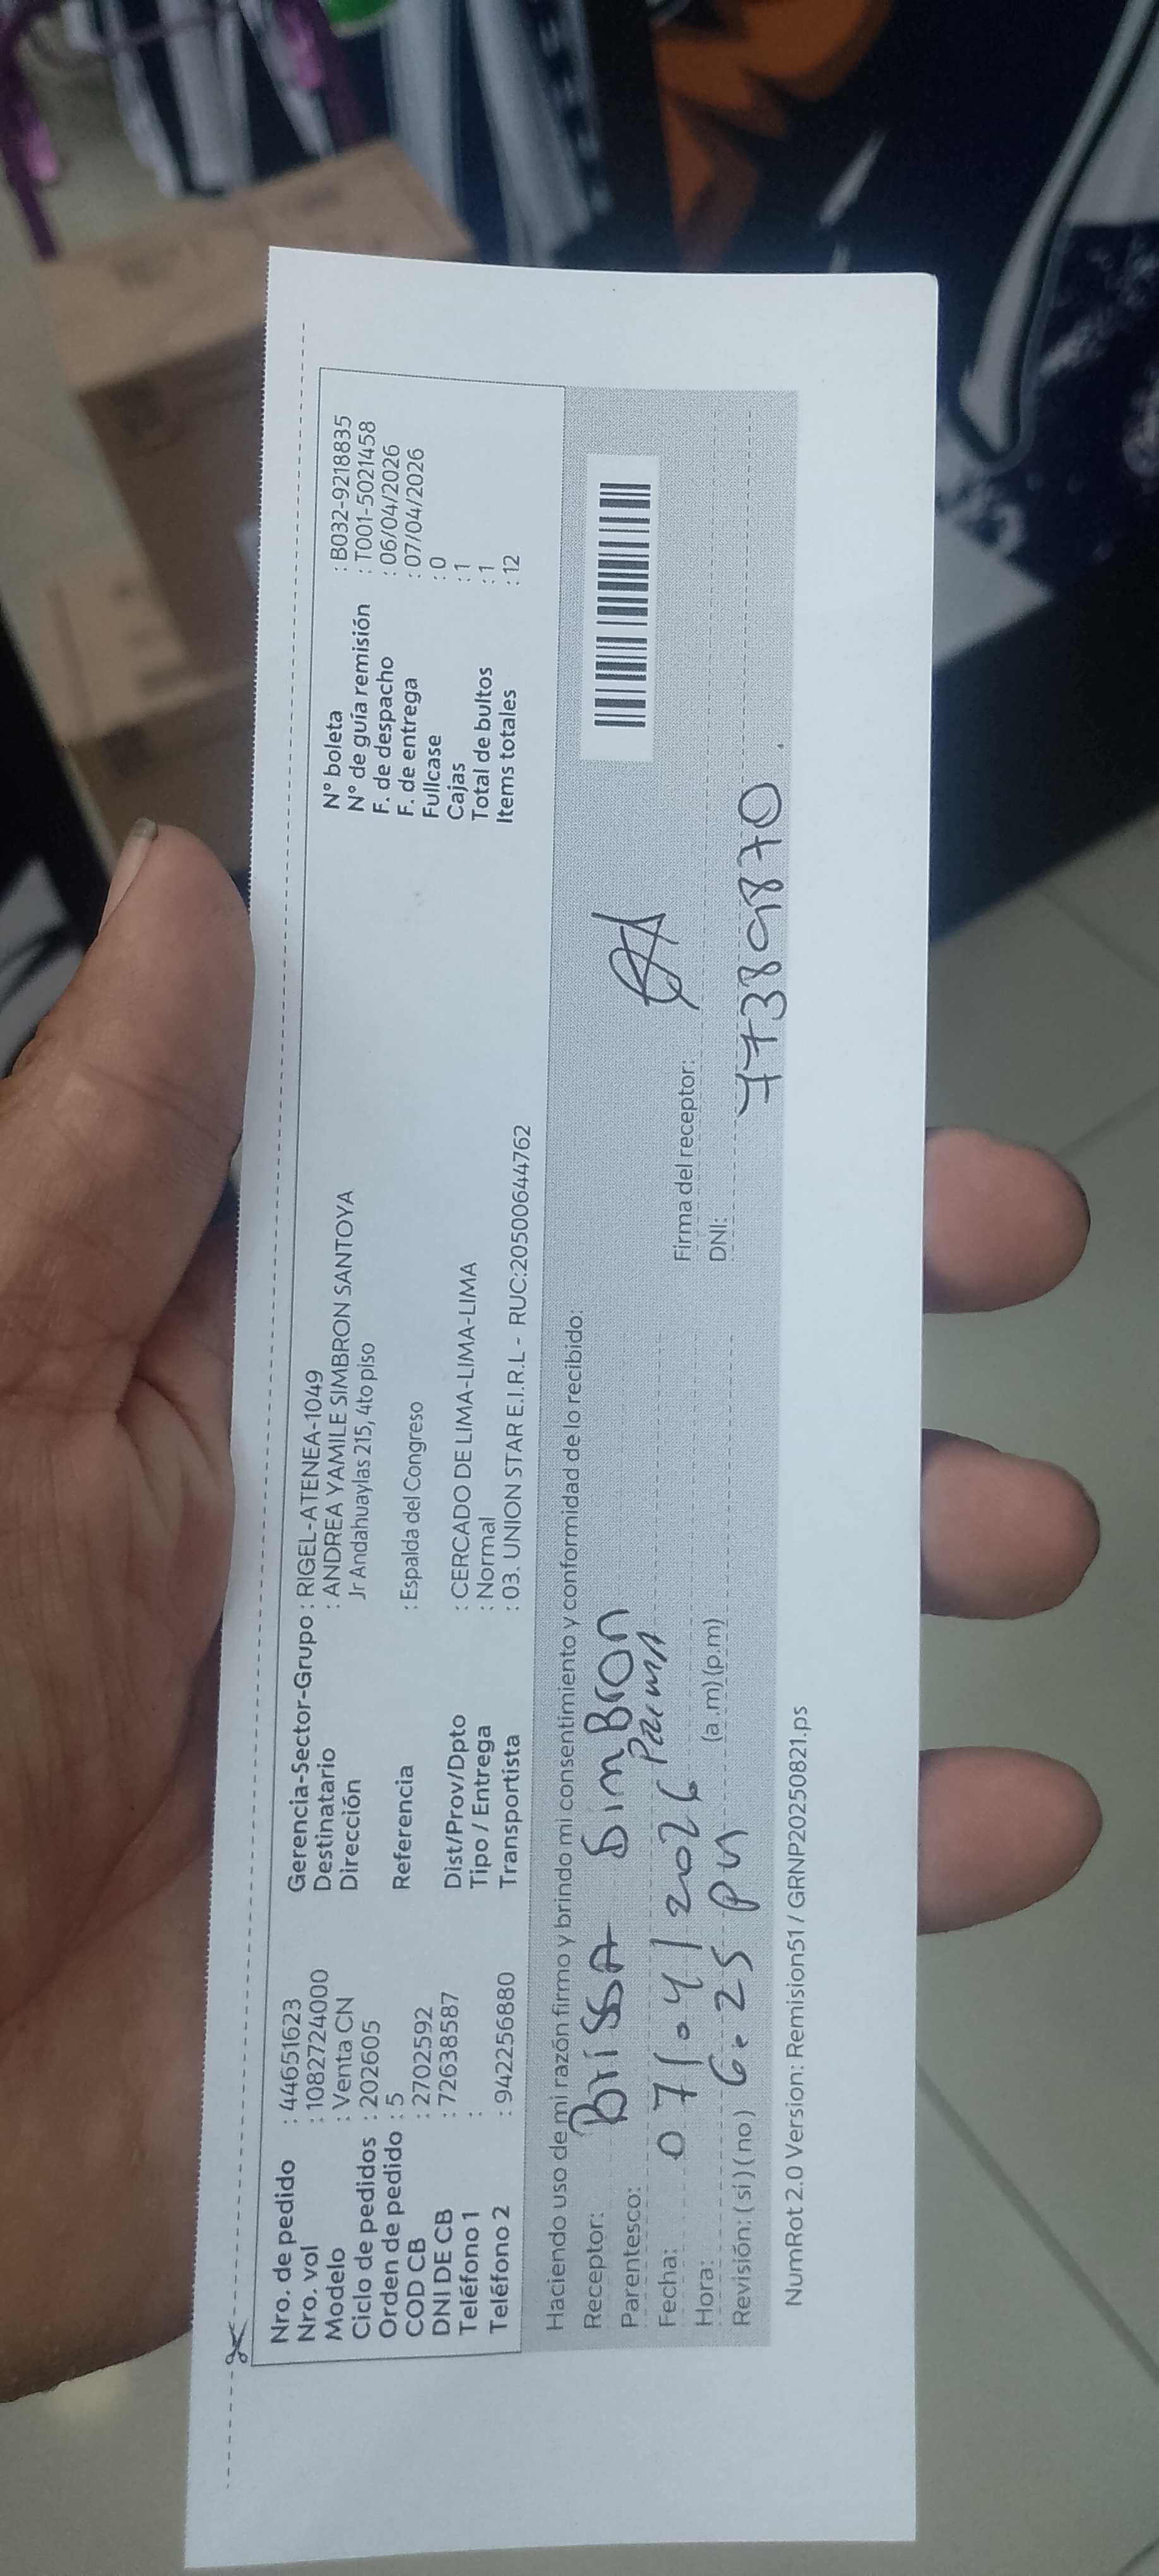 Nro. de pedido : 44651623 Gerencia-Sector-Grupo : RIGEL-ATENEA-1049 N° boleta : B032-9218835
Nro. vol : 1082724000 Destinatario : ANDREA YAMILE SIMBRON SANTOYA N° de guía remisión : T001-5021458
Modelo : Venta CN Dirección Jr Andahuaylas 215, 4to piso F. de despacho : 06/04/2026
Ciclo de pedidos : 202605 F. de entrega : 07/04/2026
Orden de pedido : 5 Referencia : Espalda del Congreso Fullcase : 0
COD CB : 2702592 Cajas : 1
DNI DE CB : 72638587 Dist/Prov/Dpto : CERCADO DE LIMA-LIMA-LIMA Total de bultos : 1
Teléfono 1 : Tipo / Entrega : Normal Items totales : 12
Teléfono 2 : 942256880 Transportista : 03. UNION STAR E.I.R.L - RUC:20500644762
Haciendo uso de mi razón firmo y brindo mi consentimiento y conformidad de lo recibido:
Receptor: Brissa Simbron
Parentesco: Prima
Fecha: 07/04/2026 Firma del receptor:
Hora: 6:25 pm (a.m)(p.m) DNI: 77389870
Revisión: ( si ) ( no )
NumRot 2.0 Version: Remision51 / GRNP20250821.ps